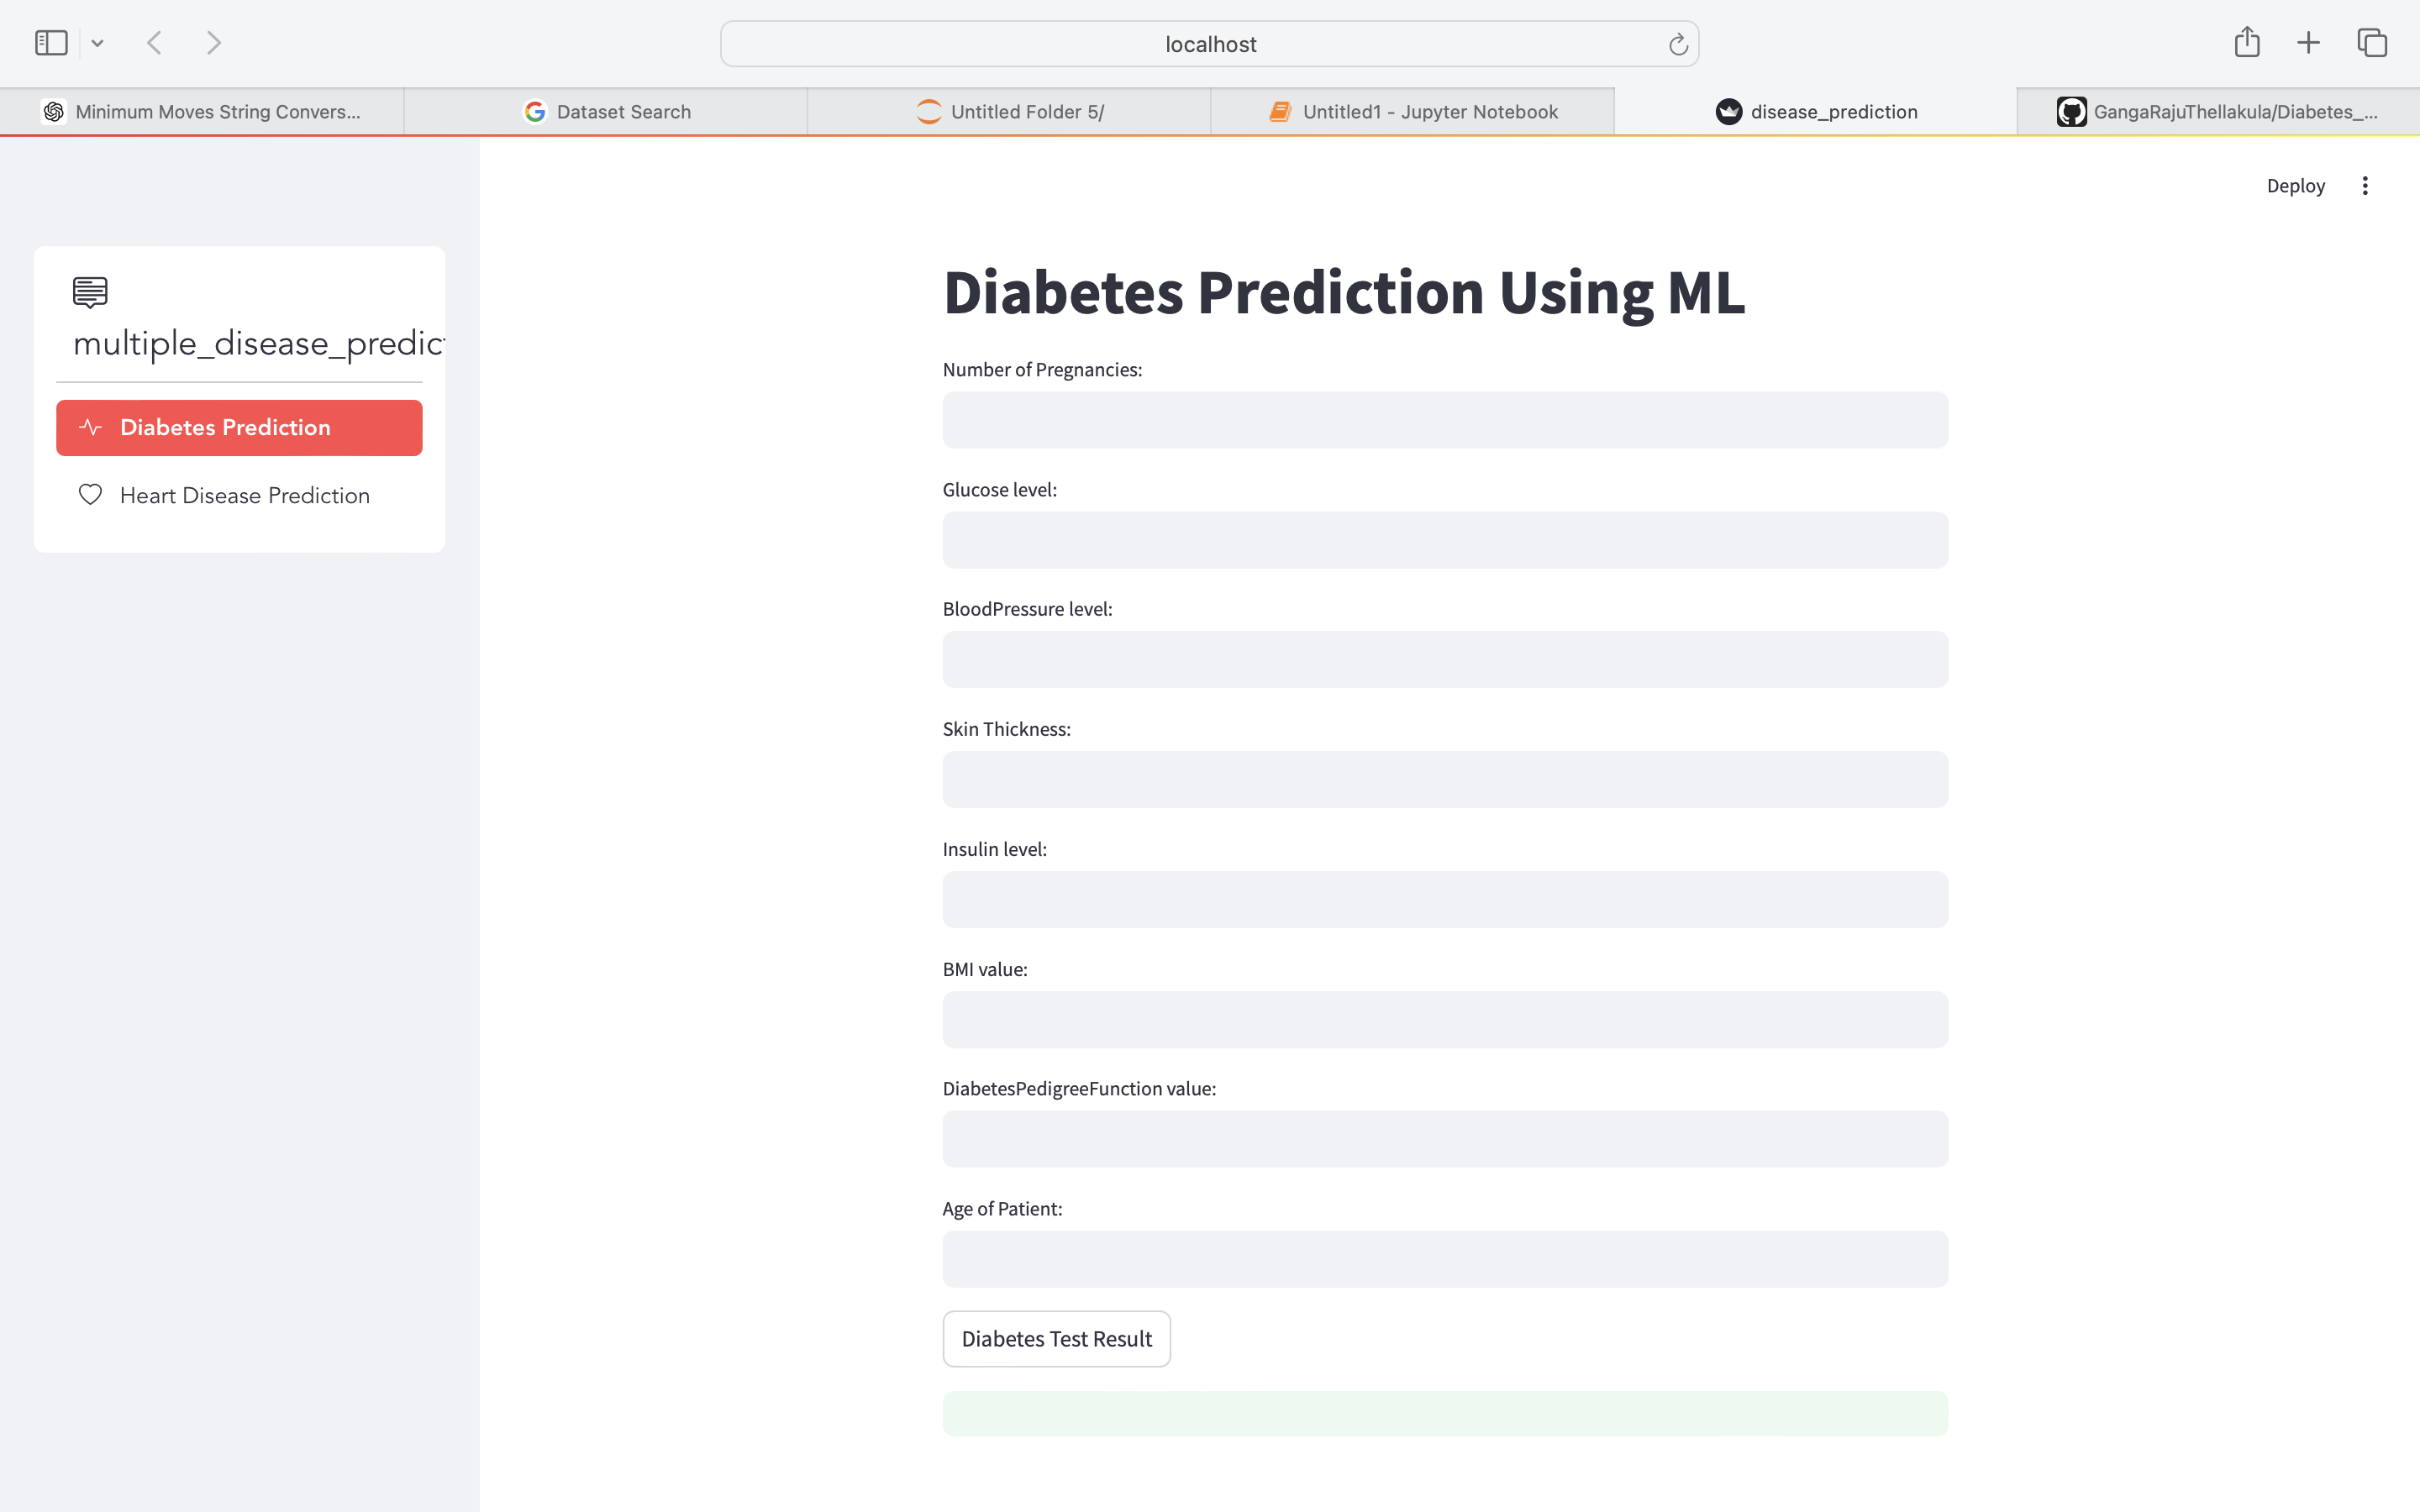 localhost
Minimum Moves String Convers...
Dataset Search
Untitled Folder 5/
Untitled1 - Jupyter Notebook
disease_prediction
GangaRajuThellakula/Diabetes_...
Deploy
multiple_disease_predic
Diabetes Prediction
Heart Disease Prediction
Diabetes Prediction Using ML
Number of Pregnancies:
Glucose level:
BloodPressure level:
Skin Thickness:
Insulin level:
BMI value:
DiabetesPedigreeFunction value:
Age of Patient:
Diabetes Test Result